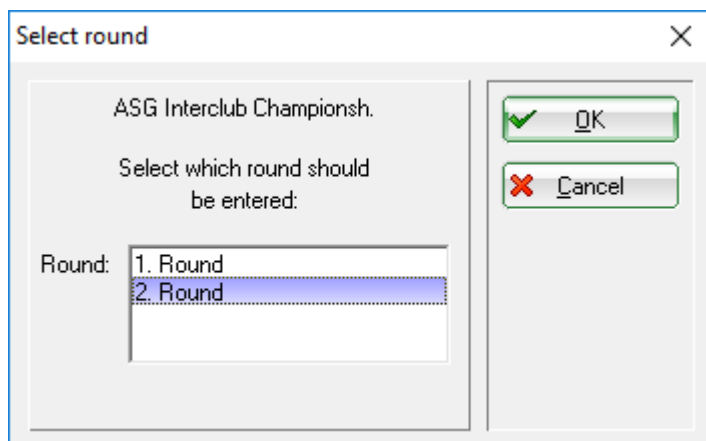 Select round
ASG Interclub Championsh.
Select which round should
be entered:
Round:
1. Round
2. Round
OK
Cancel